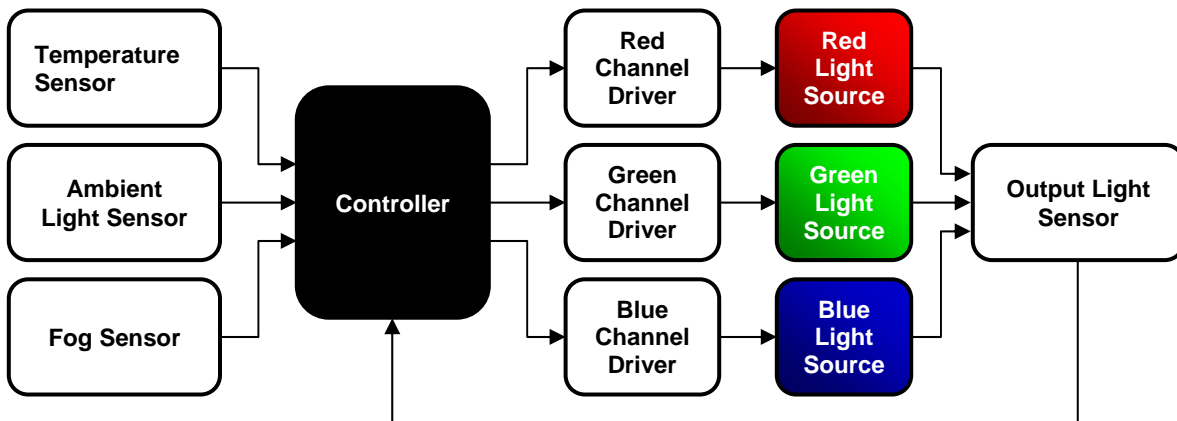 Temperature
Sensor
Ambient
Light Sensor
Fog Sensor
Controller
Red
Channel
Driver
Green
Channel
Driver
Blue
Channel
Driver
Red
Light
Source
Green
Light
Source
Blue
Light
Source
Output Light
Sensor